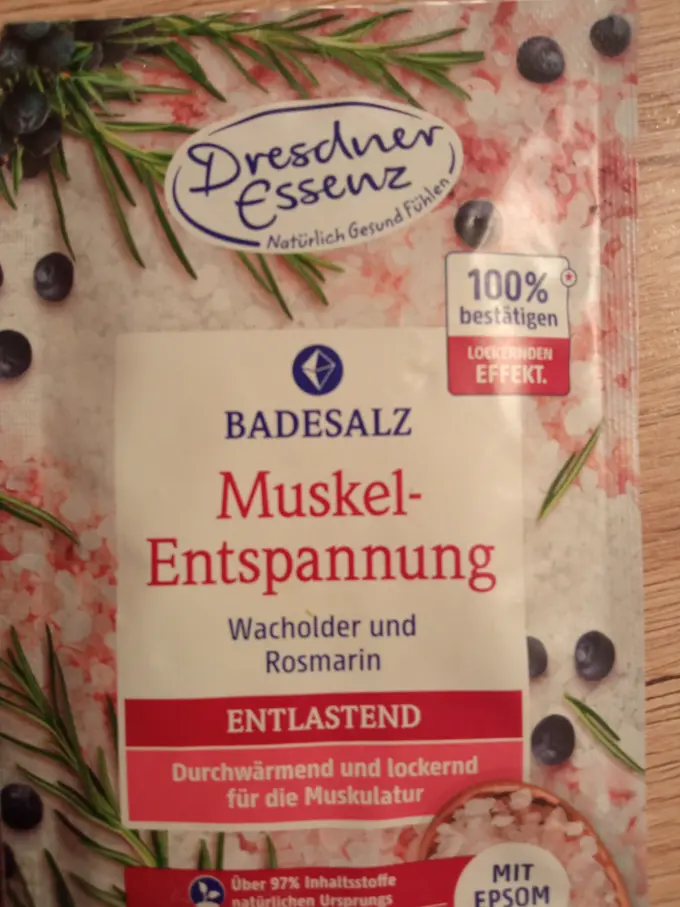 Dresdner
Essenz
Natürlich Gesund Fühlen
100%
bestätigen
LOCKERNDEN
EFFEKT.
BADESALZ
Muskel-
Entspannung
Wacholder und
Rosmarin
ENTLASTEND
Durchwärmend und lockernd
für die Muskulatur
Über 97% Inhaltsstoffe
natürlichen Ursprungs
MIT
EPSOM